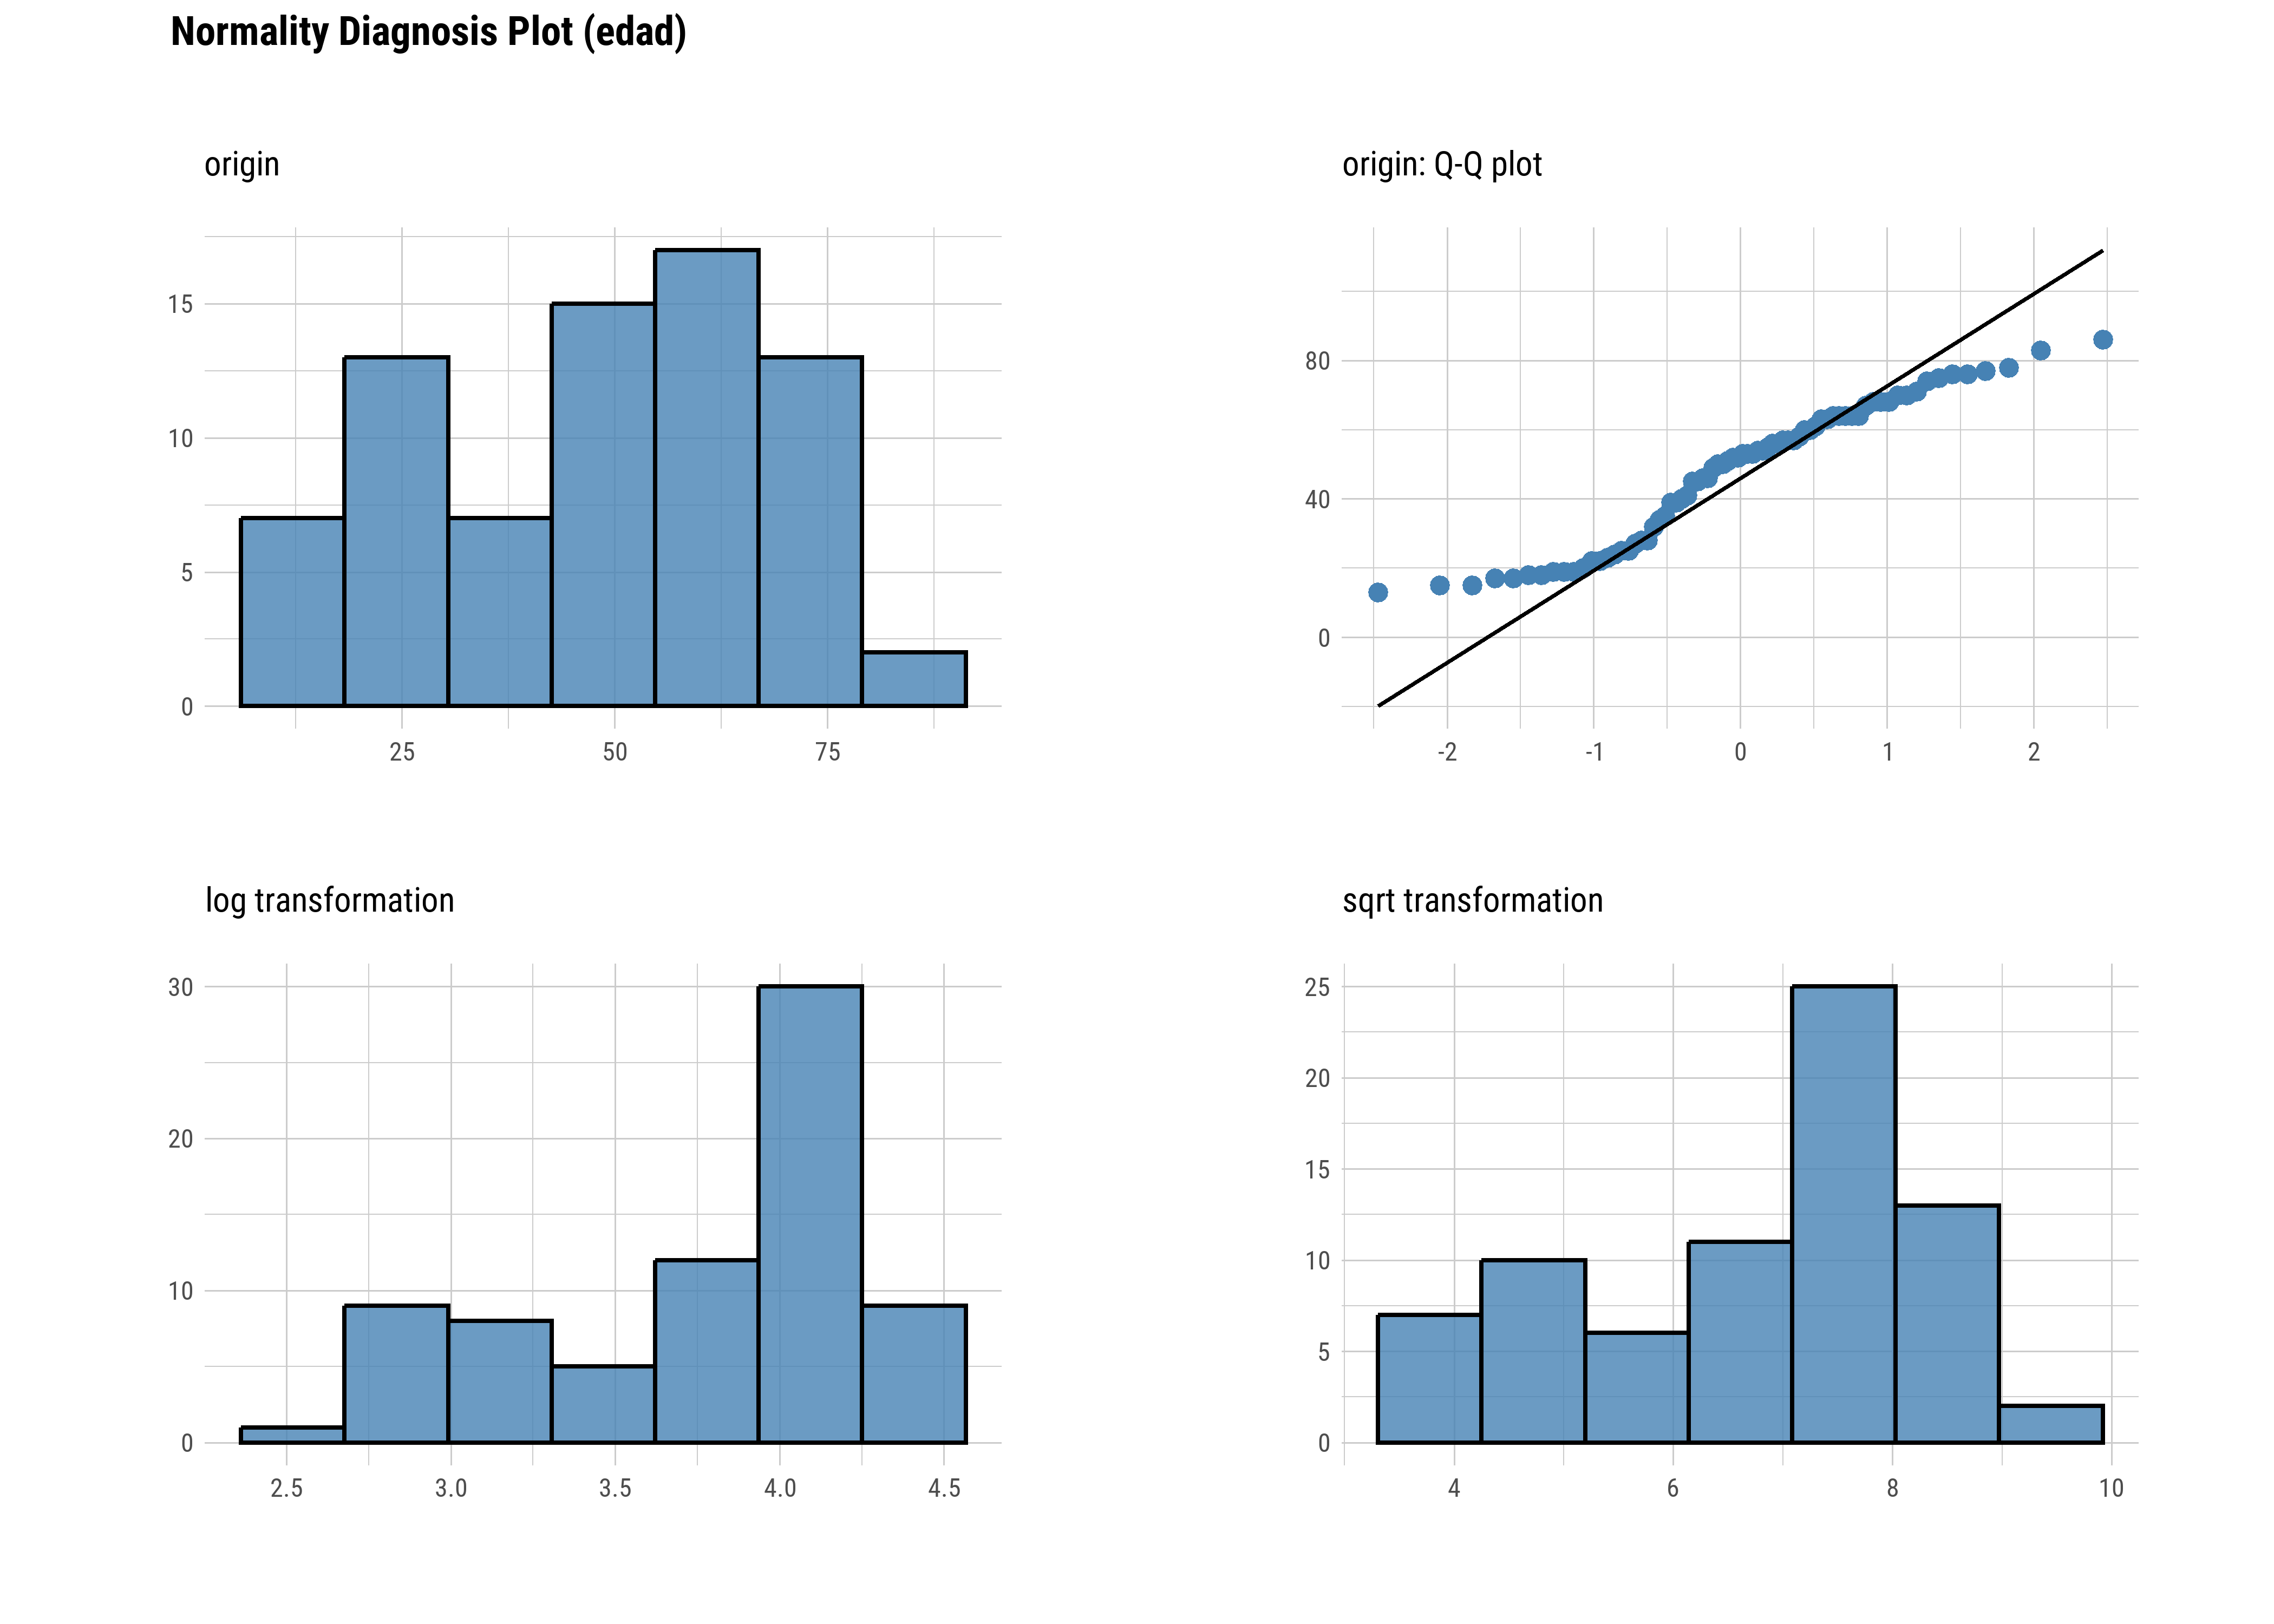 Normality Diagnosis Plot (edad)
origin
15
10
5
0
25 50 75
origin: Q-Q plot
80
40
0
-2 -1 0 1 2
log transformation
30
20
10
0
2.5 3.0 3.5 4.0 4.5
sqrt transformation
25
20
15
10
5
0
4 6 8 10